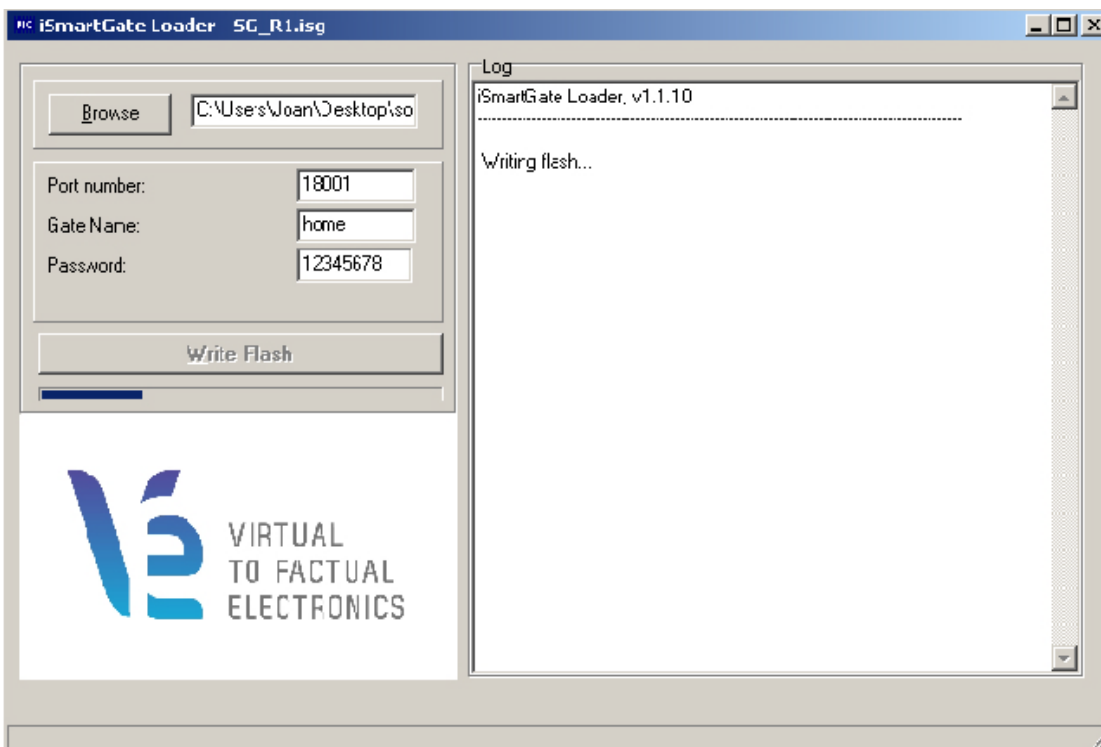 PIC iSmartGate Loader SG_R1.isg
Browse
C:\Users\Joan\Desktop\so
Port number:
18001
Gate Name:
home
Password:
12345678
Write Flash
VIRTUAL
TO FACTUAL
ELECTRONICS
Log
iSmartGate Loader, v1.1.10
Writing flash...